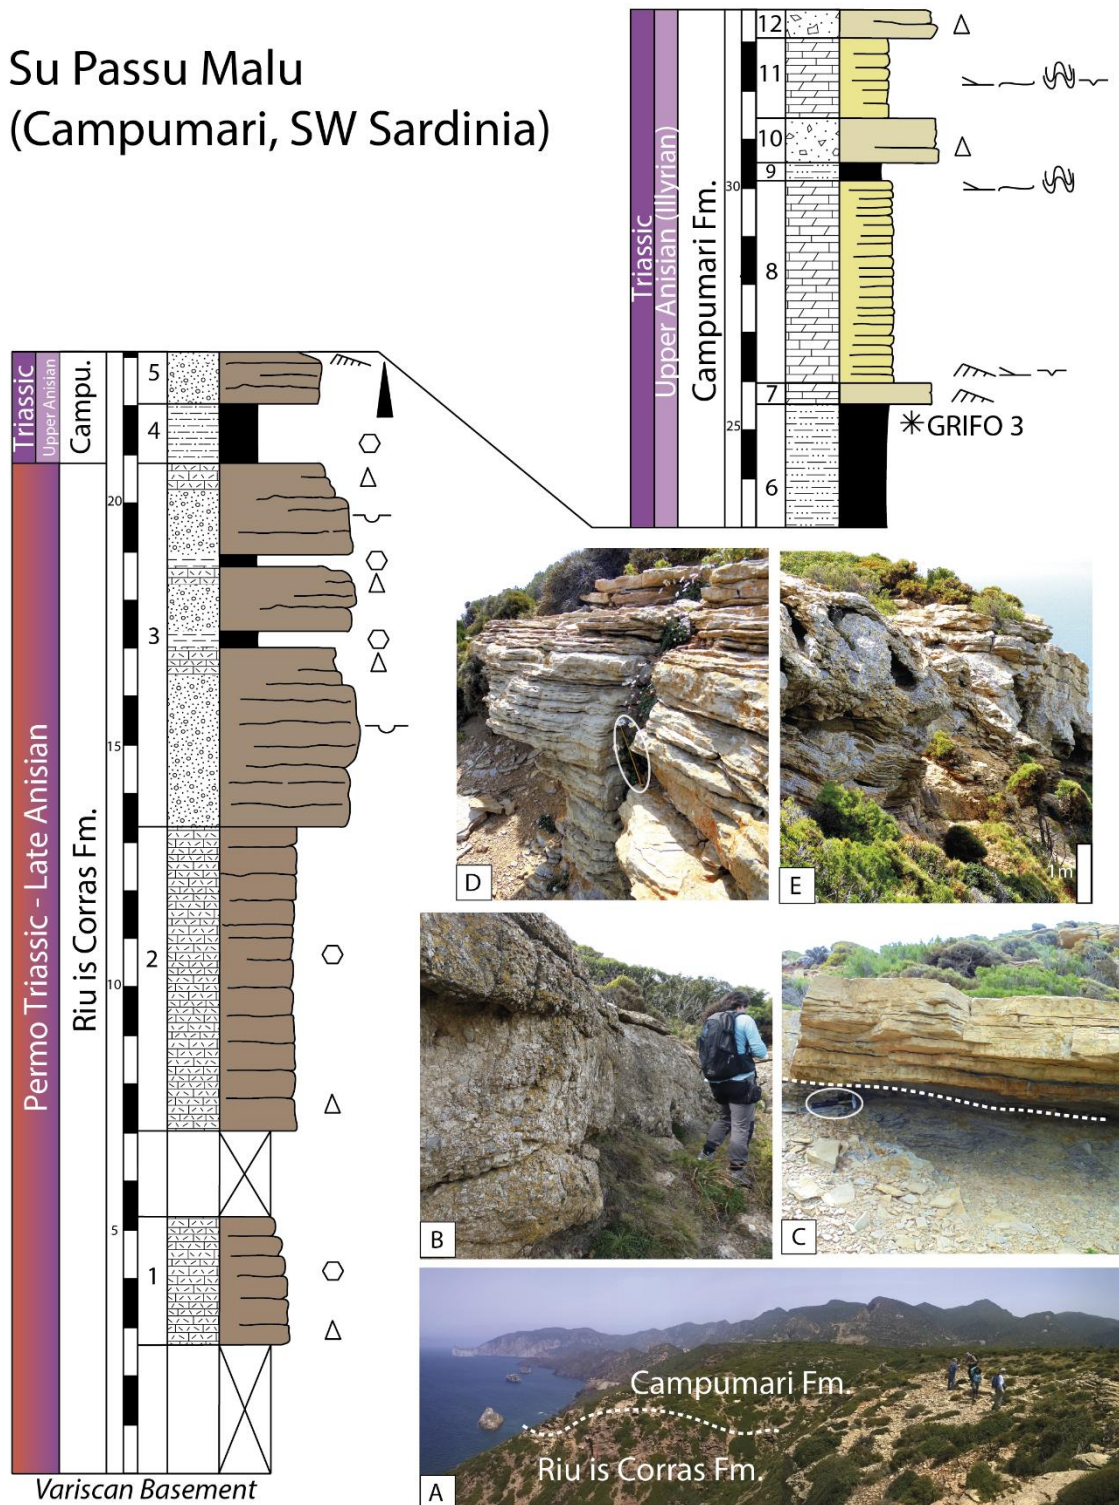 Su Passu Malu
(Campumari, SW Sardinia)
Triassic
Upper Anisian (Illyrian)
Campumari Fm.
12
11
10
9
30
8
7
25
6
GRIFO 3
Triassic
Upper Anisian
Campu.
5
4
20
3
15
Permo Triassic - Late Anisian
Riu is Corras Fm.
2
10
5
1
Variscan Basement
D
E
1m
B
C
Campumari Fm.
Riu is Corras Fm.
A